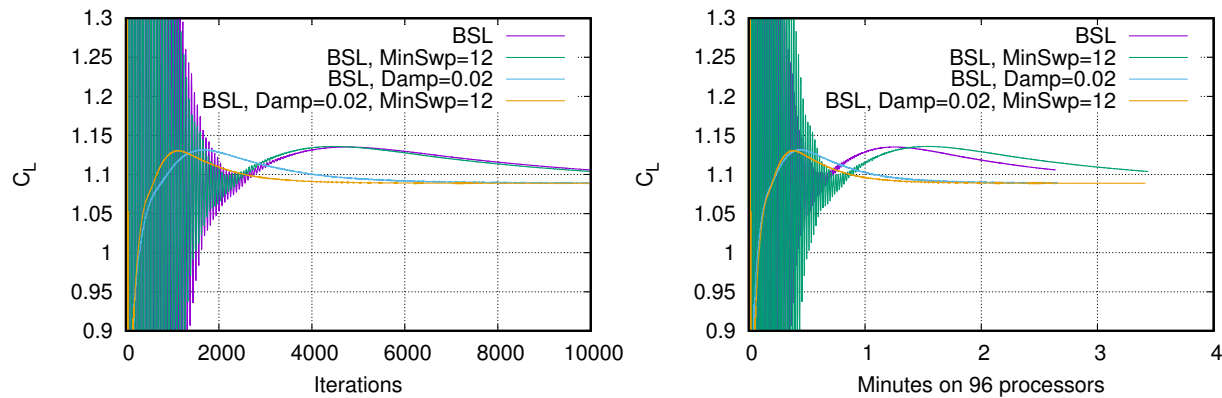 1.3
1.25
1.2
1.15
1.1
1.05
1
0.95
0.9
C_L
0 2000 4000 6000 8000 10000
Iterations
BSL
BSL, MinSwp=12
BSL, Damp=0.02
BSL, Damp=0.02, MinSwp=12
1.3
1.25
1.2
1.15
1.1
1.05
1
0.95
0.9
C_L
0 1 2 3 4
Minutes on 96 processors
BSL
BSL, MinSwp=12
BSL, Damp=0.02
BSL, Damp=0.02, MinSwp=12